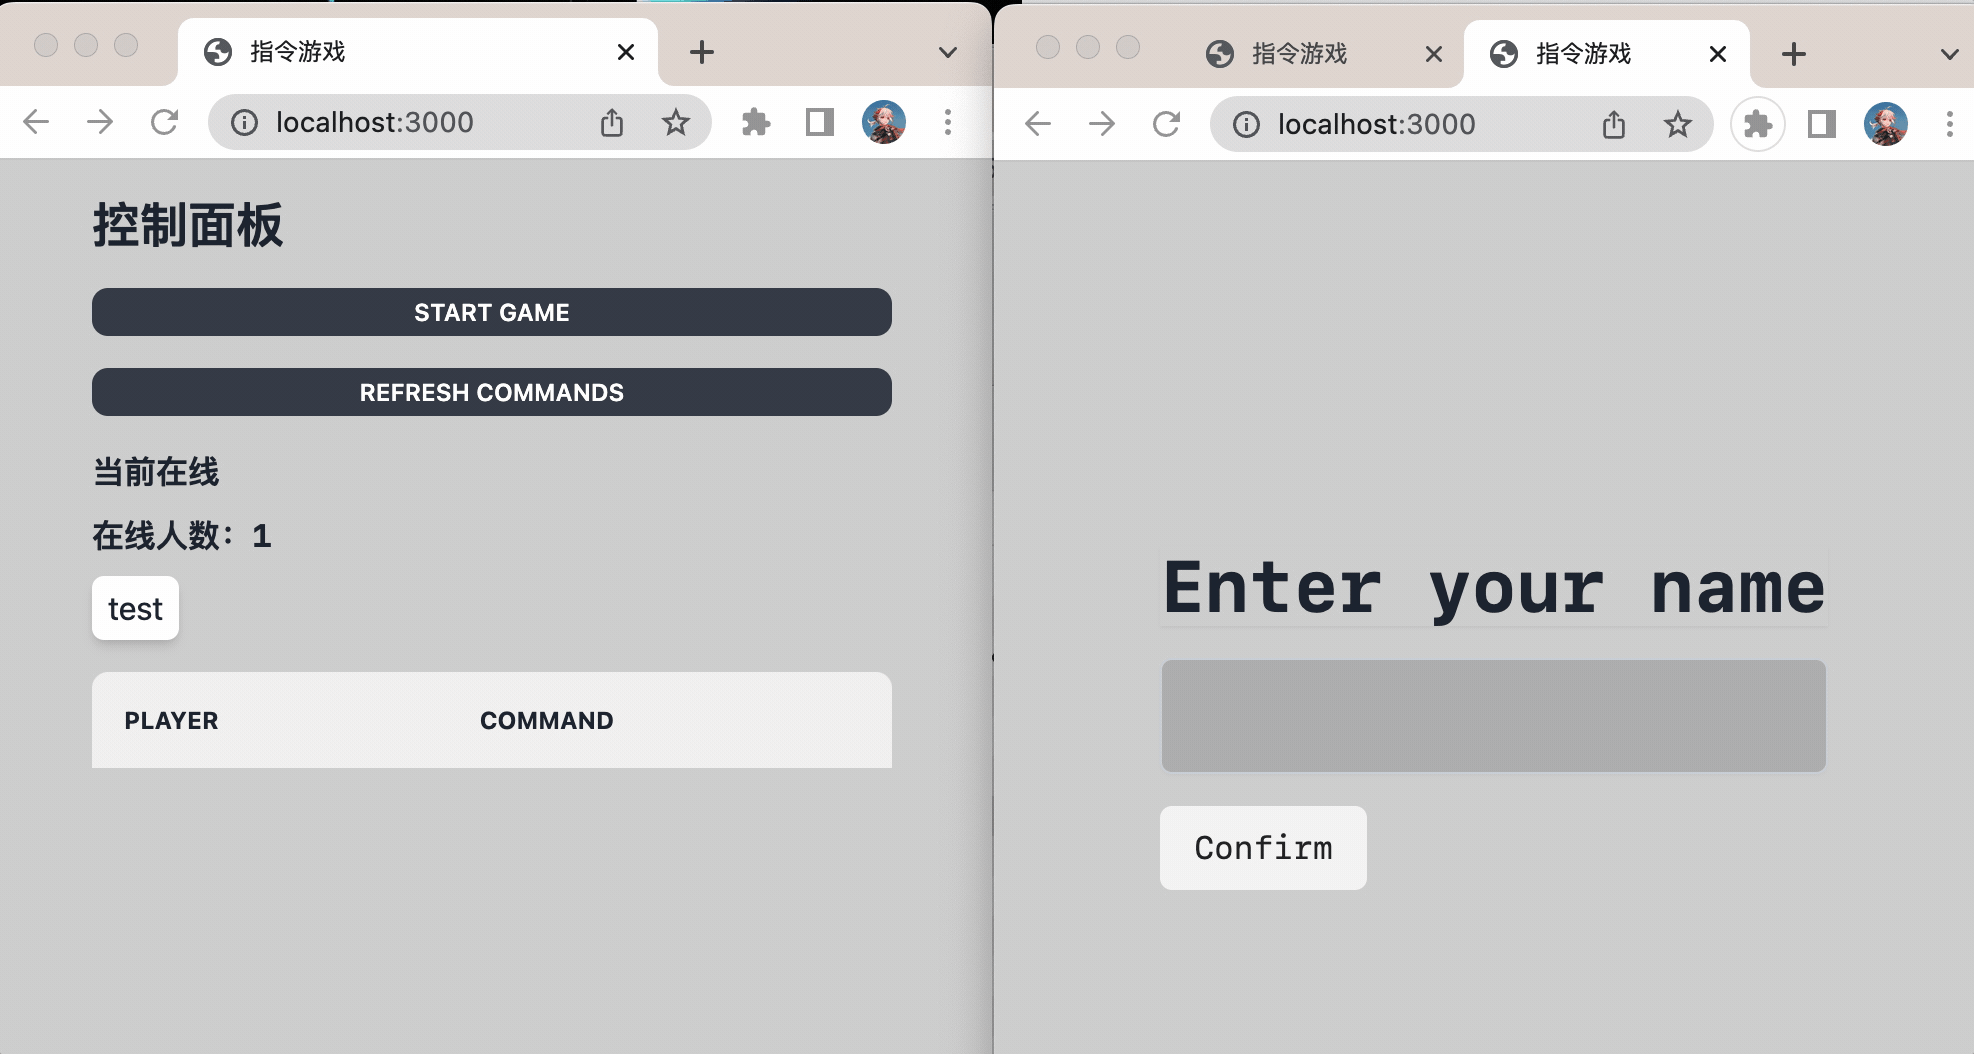 指令游戏
localhost:3000
控制面板
START GAME
REFRESH COMMANDS
当前在线
在线人数：1
test
PLAYER COMMAND
指令游戏 指令游戏
localhost:3000
Enter your name
Confirm